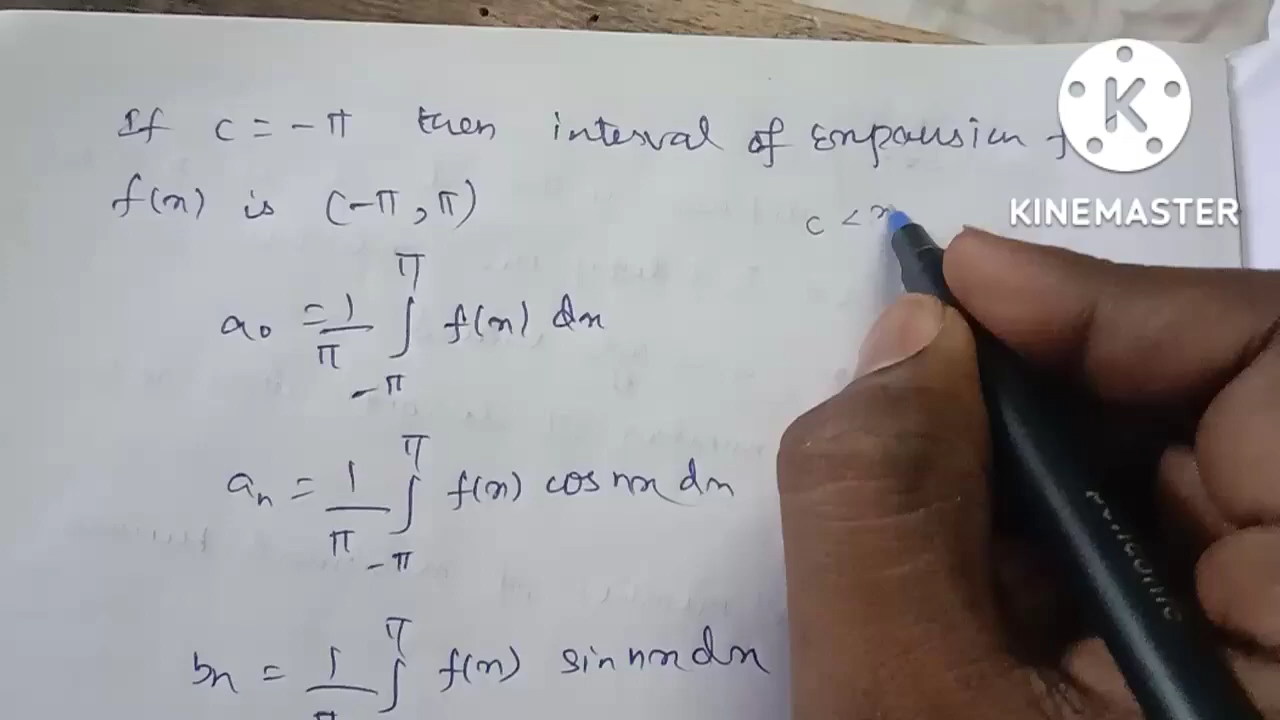 If c = -π then interval of Expansion f
f(x) is (-π, π)
c < x
a₀ = 1/π ∫_{-π}^{π} f(x) dx
aₙ = 1/π ∫_{-π}^{π} f(x) cos nx dx
bₙ = 1/π ∫ ^{π} f(x) sin nx dx
KINEMASTER